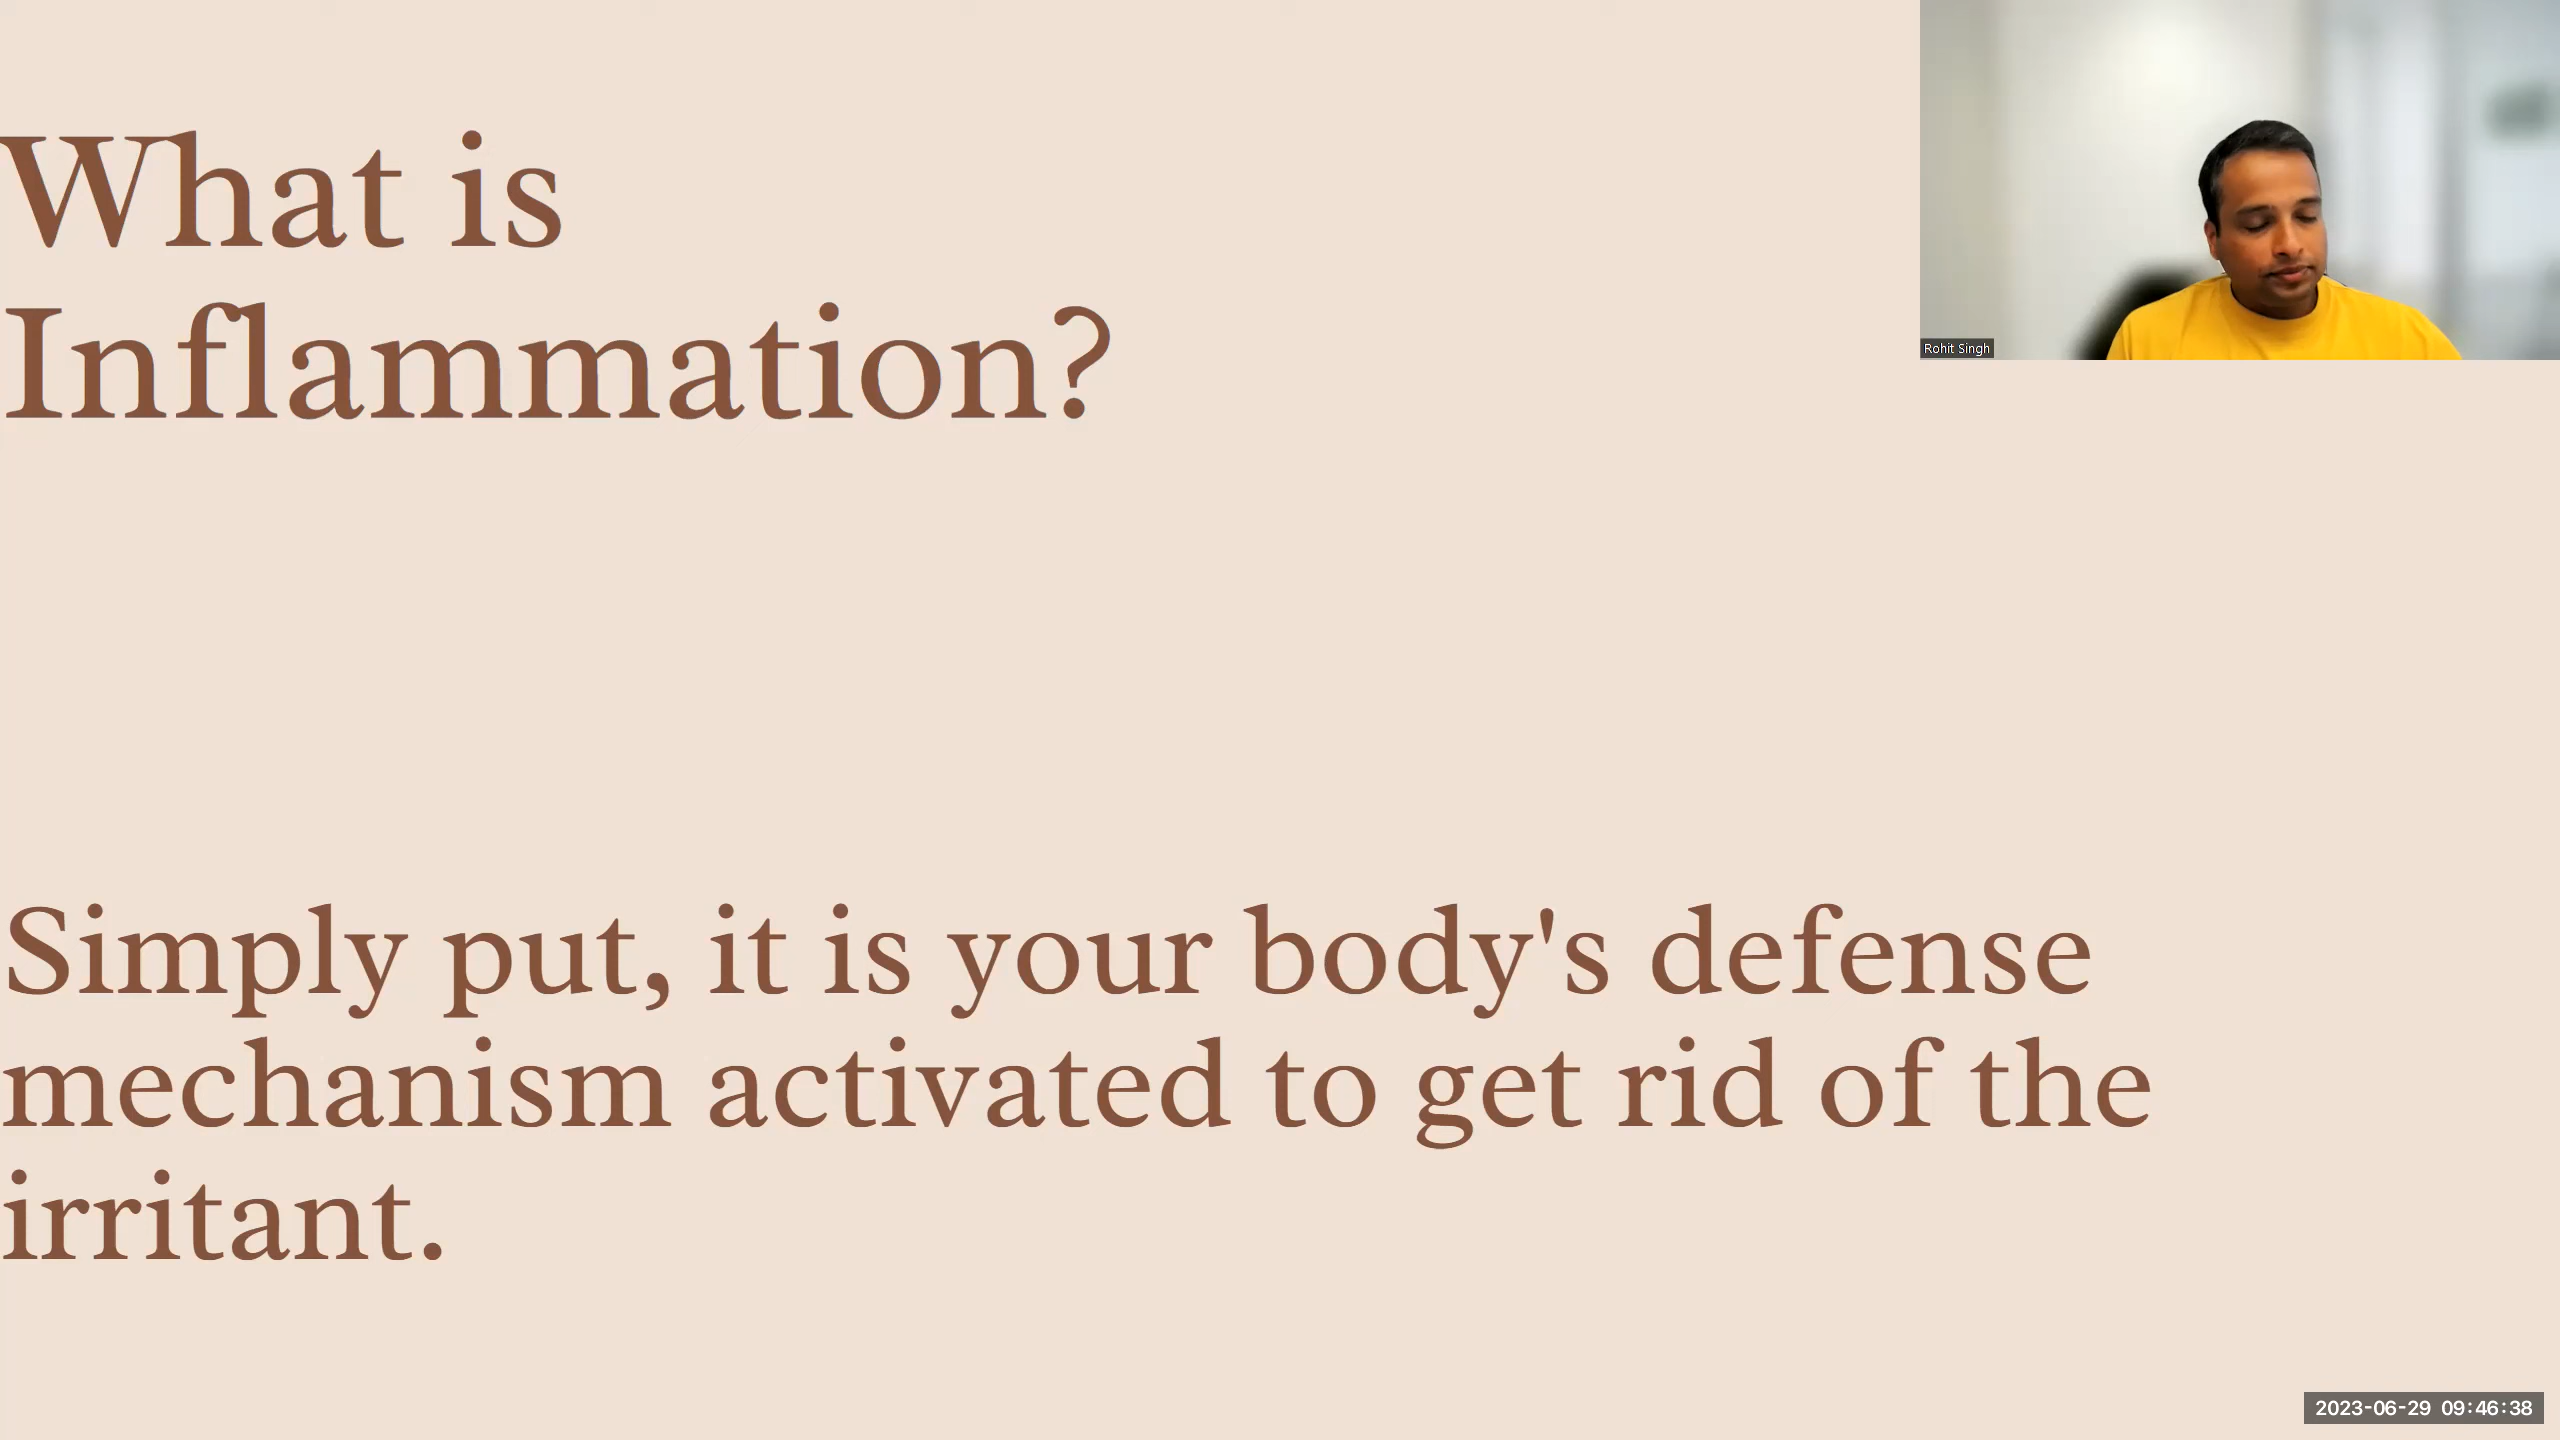 What is
Inflammation?
Rohit Singh
Simply put, it is your body's defense
mechanism activated to get rid of the
irritant.
2023-06-29 09:46:38